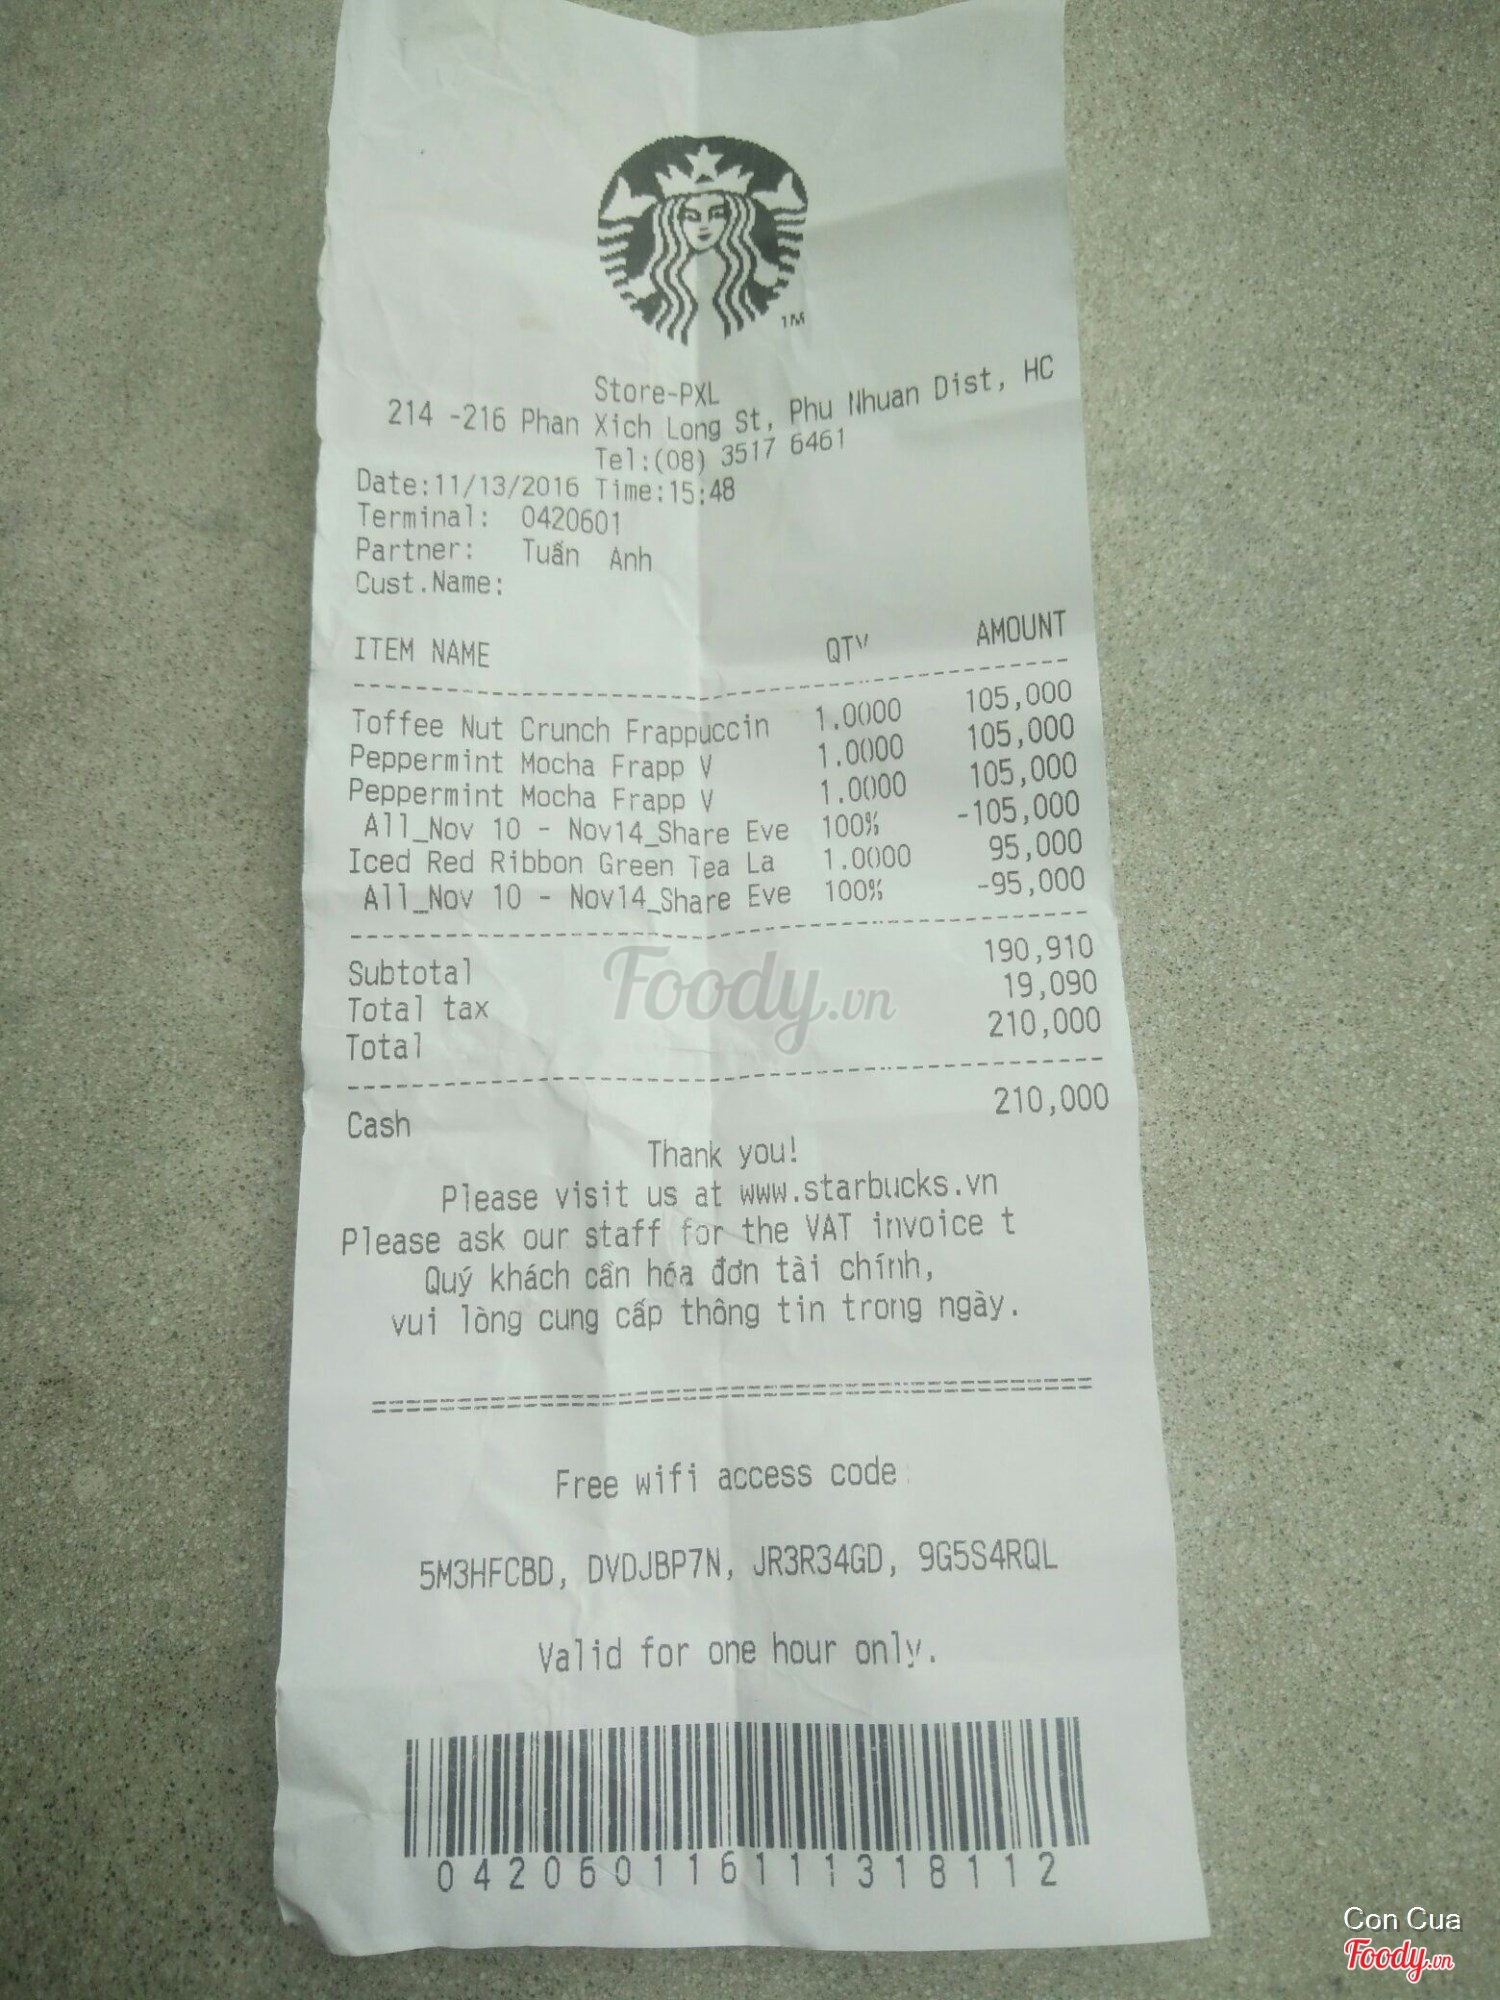 TM
Store-PXL
214 -216 Phan Xich Long St, Phu Nhuan Dist, HC
Tel:(08) 3517 6461
Date:11/13/2016 Time:15:48
Terminal: 0420601
Partner: Tuấn Anh
Cust.Name:
ITEM NAME QTY AMOUNT
Toffee Nut Crunch Frappuccin 1.0000 105,000
Peppermint Mocha Frapp V 1.0000 105,000
Peppermint Mocha Frapp V 1.0000 105,000
All_Nov 10 - Nov14_Share Eve 100% -105,000
Iced Red Ribbon Green Tea La 1.0000 95,000
All_Nov 10 - Nov14_Share Eve 100% -95,000
Subtotal 190,910
Total tax 19,090
Total 210,000
Foody.vn
Cash 210,000
Thank you!
Please visit us at www.starbucks.vn
Please ask our staff for the VAT invoice t
Quý khách cần hóa đơn tài chính,
vui lòng cung cấp thông tin trong ngày.
Free wifi access code:
5M3HFCBD, DVDJBP7N, JR3R34GD, 9G5S4RQL
Valid for one hour only.
042060116111318112
Con Cua
Foody.vn